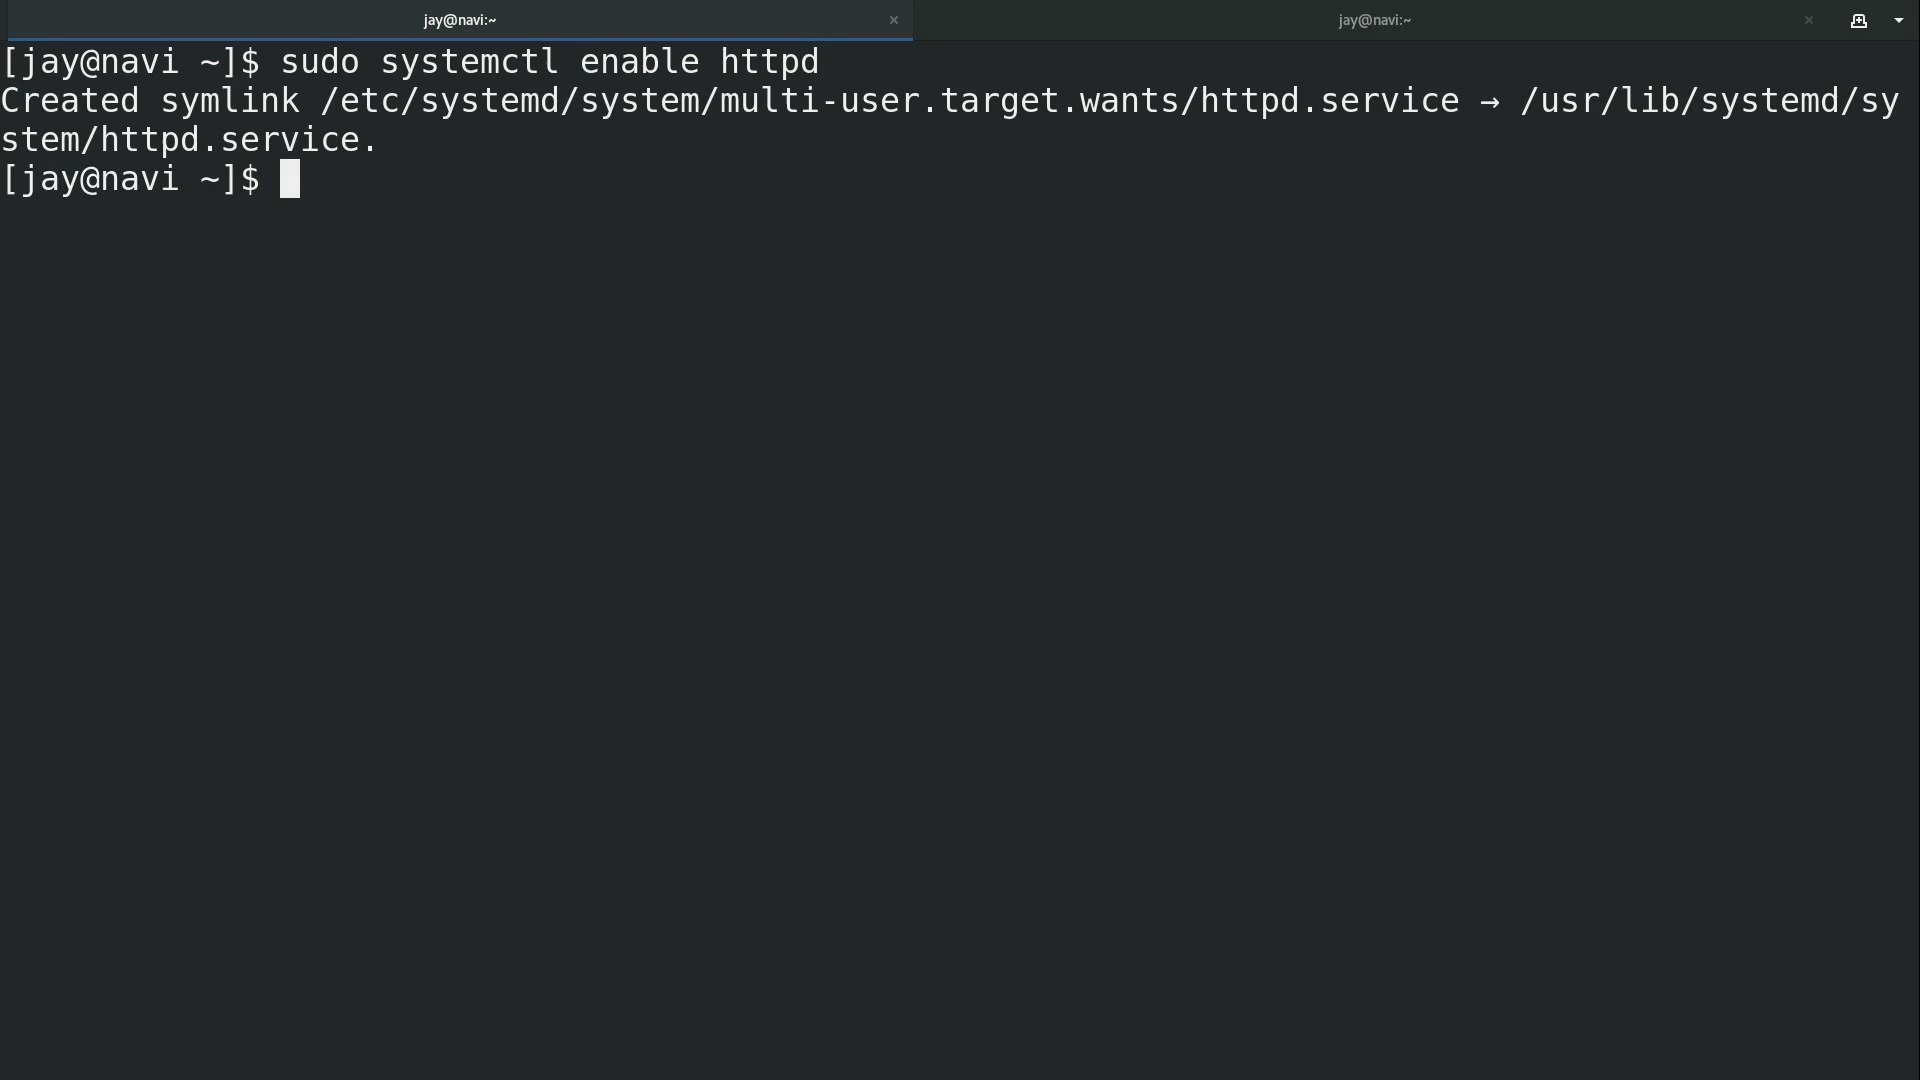 jay@navi:~ × jay@navi:~ ×
[jay@navi ~]$ sudo systemctl enable httpd
Created symlink /etc/systemd/system/multi-user.target.wants/httpd.service → /usr/lib/systemd/sy
stem/httpd.service.
[jay@navi ~]$